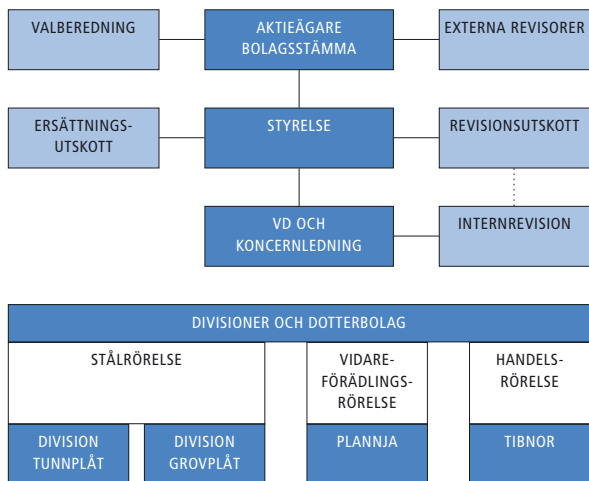 VALBEREDNING
AKTIEÄGARE
BOLAGSSTÄMMA
EXTERNA REVISORER
ERSÄTTNINGS-
UTSKOTT
STYRELSE
REVISIONSUTSKOTT
VD OCH
KONCERNLEDNING
INTERNREVISION
DIVISIONER OCH DOTTERBOLAG
STÅLRÖRELSE
VIDARE-
FÖRÄDLINGS-
RÖRELSE
HANDELS-
RÖRELSE
DIVISION
TUNNPLÅT
DIVISION
GROVPLÅT
PLANNJA
TIBNOR